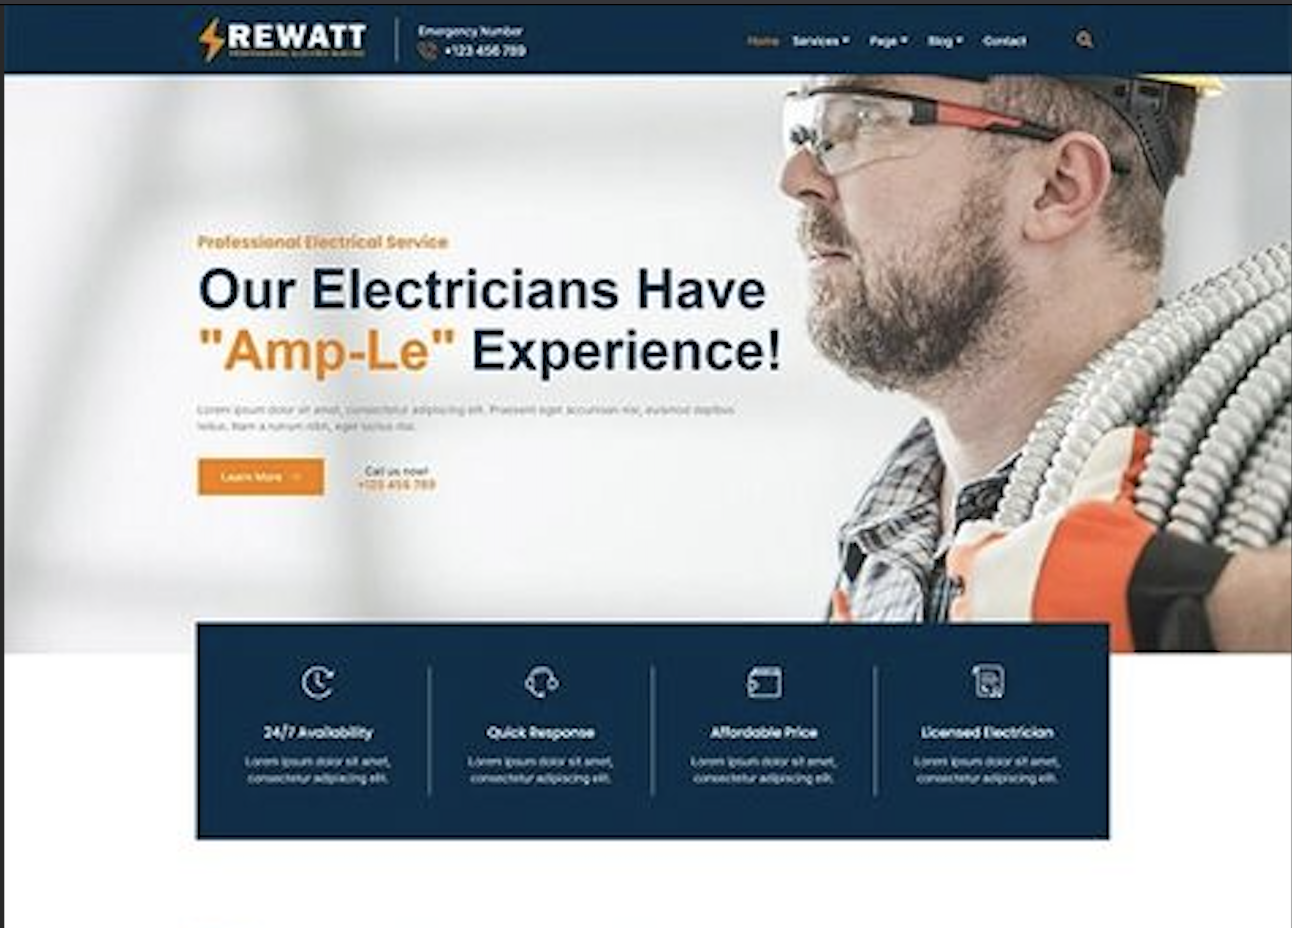 REWATT
Emergency Number
+123 456 789
Home Services Page Blog Contact
Professional Electrical Service
Our Electricians Have
"Amp-Le" Experience!
Lorem ipsum dolor sit amet, consectetur adipiscing elit. Praesent eget accumsan nisi, euismod dapibus
tellus. Nam a rutrum nibh, eget luctus dui.
Learn More
Call us now!
+123 456 789
24/7 Availability
Lorem ipsum dolor sit amet,
consectetur adipiscing elit.
Quick Response
Lorem ipsum dolor sit amet,
consectetur adipiscing elit.
Affordable Price
Lorem ipsum dolor sit amet,
consectetur adipiscing elit.
Licensed Electrician
Lorem ipsum dolor sit amet,
consectetur adipiscing elit.